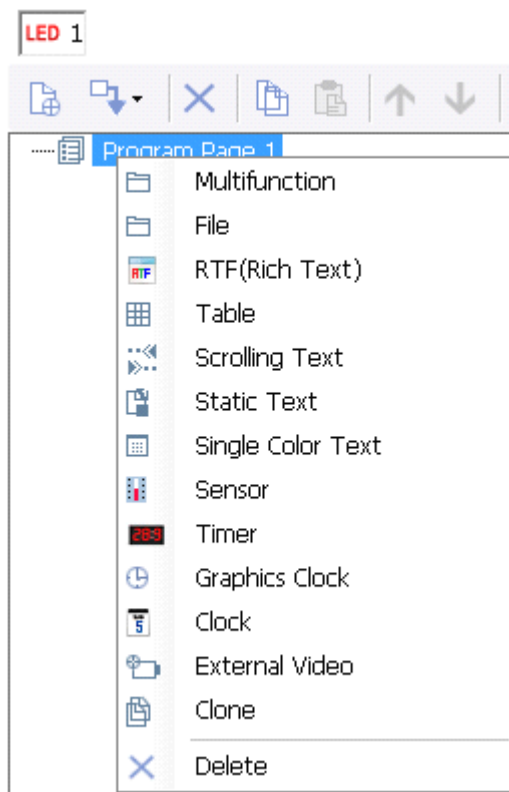 LED 1
Program Page 1
Multifunction
File
RTF(Rich Text)
Table
Scrolling Text
Static Text
Single Color Text
Sensor
Timer
Graphics Clock
Clock
External Video
Clone
Delete